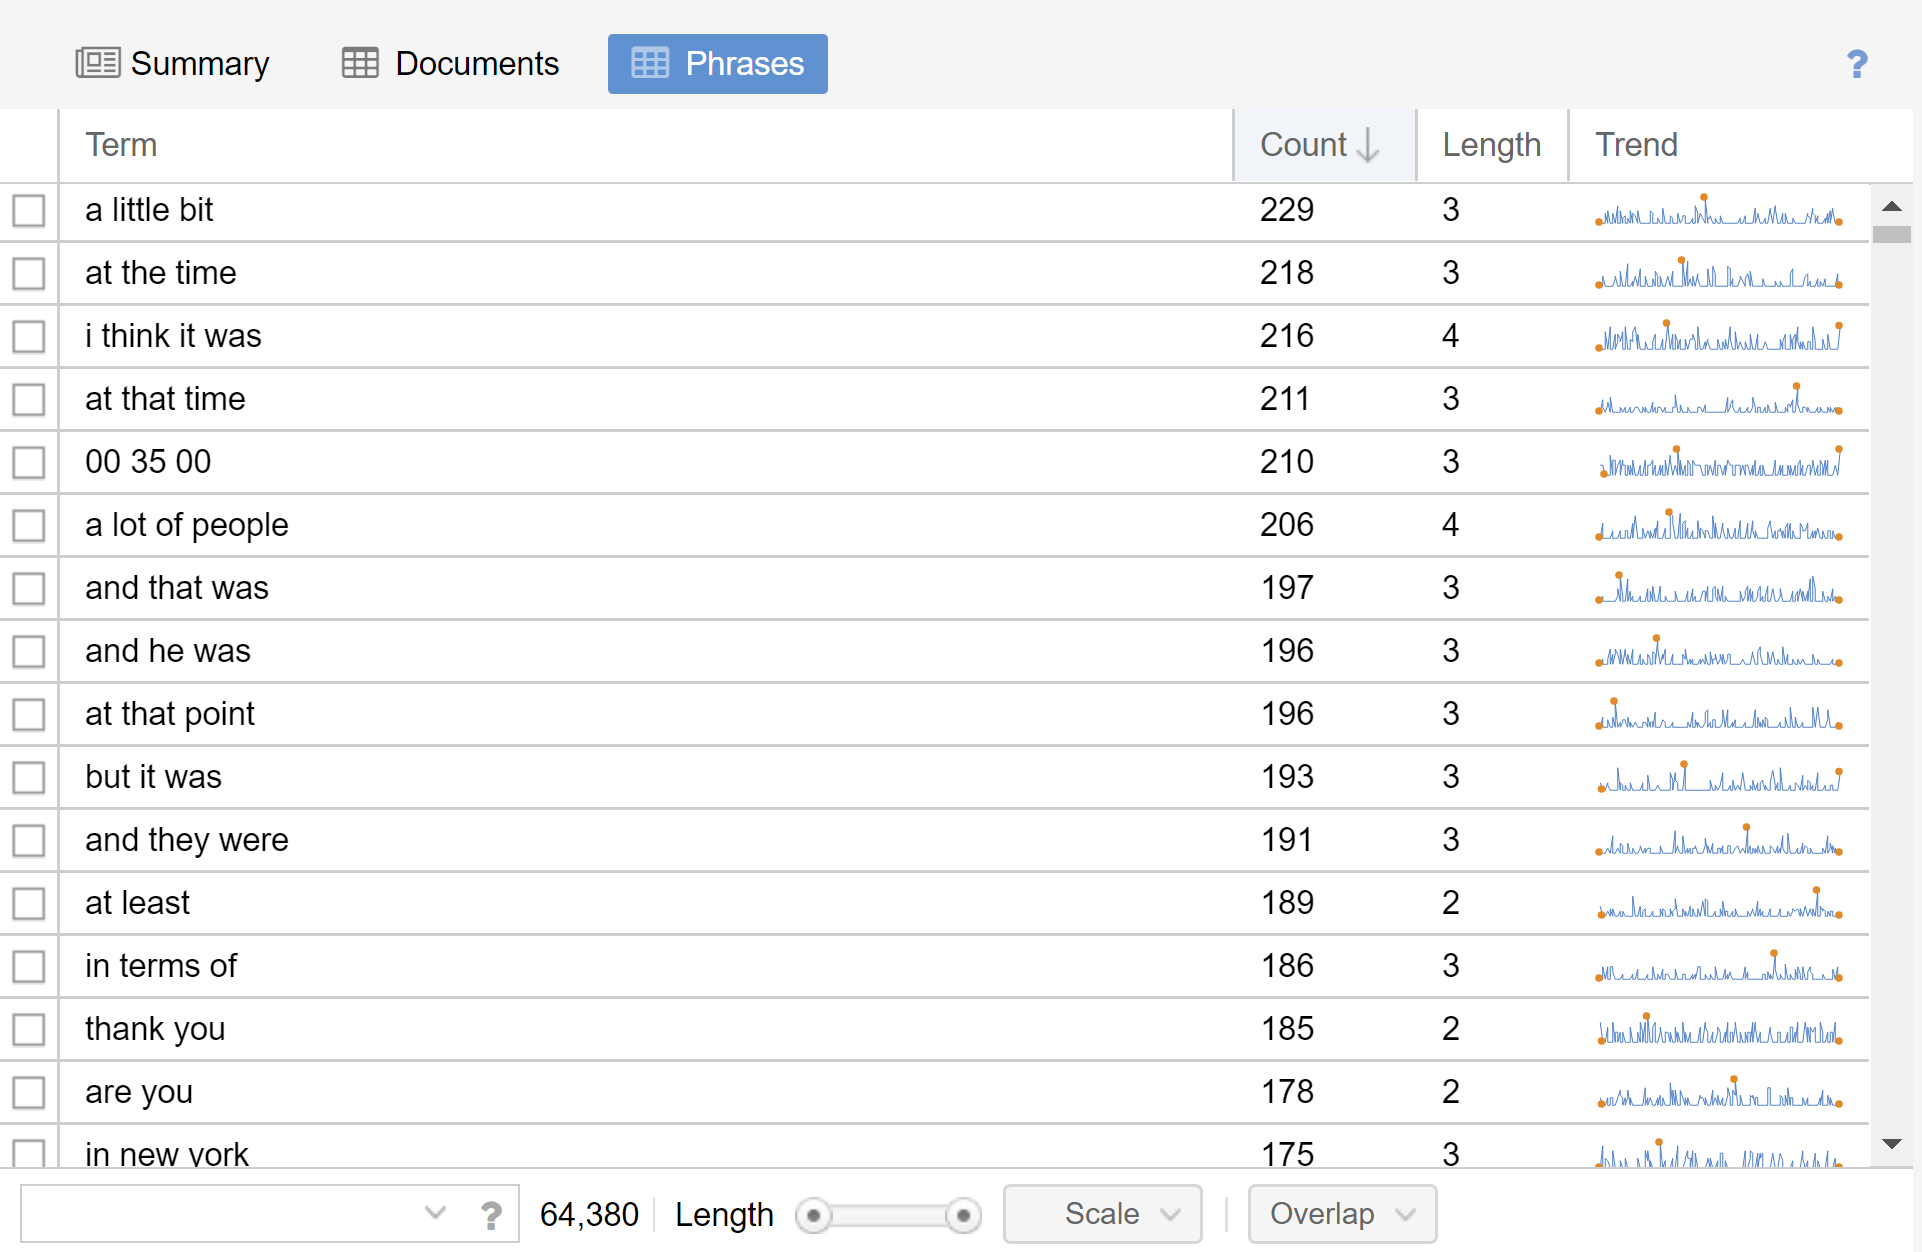 Summary Documents Phrases ?
Term Count Length Trend
a little bit 229 3
at the time 218 3
i think it was 216 4
at that time 211 3
00 35 00 210 3
a lot of people 206 4
and that was 197 3
and he was 196 3
at that point 196 3
but it was 193 3
and they were 191 3
at least 189 2
in terms of 186 3
thank you 185 2
are you 178 2
in new york 175 3
? 64,380 Length Scale Overlap